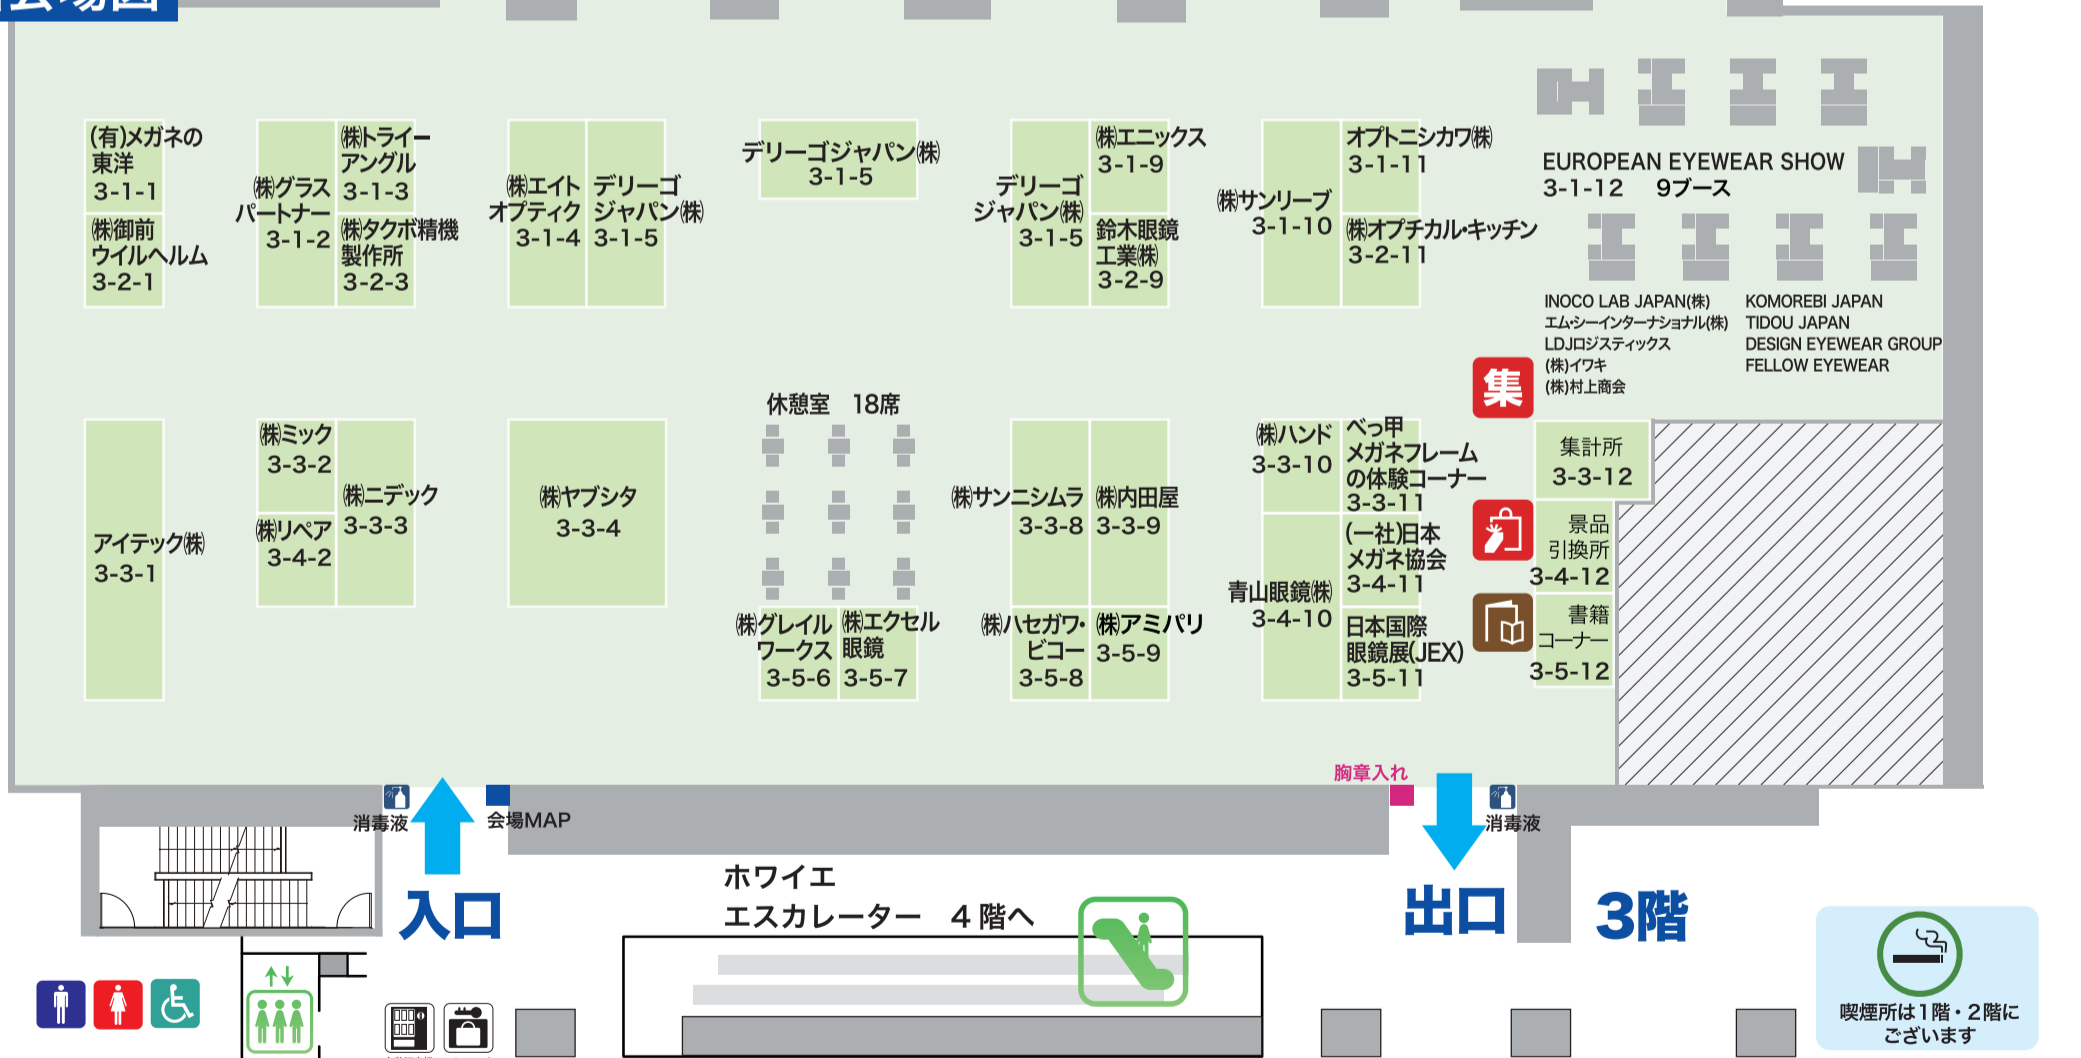 会場図
(有)メガネの
東洋
3-1-1
㈱御前
ウイルヘルム
3-2-1
㈱グラス
パートナー
3-1-2
㈱トライー
アングル
3-1-3
㈱タクボ精機
製作所
3-2-3
㈱エイト
オプティク
3-1-4
デリーゴ
ジャパン㈱
3-1-5
デリーゴジャパン㈱
3-1-5
デリーゴ
ジャパン㈱
3-1-5
㈱エニックス
3-1-9
鈴木眼鏡
工業㈱
3-2-9
㈱サンリーブ
3-1-10
オプトニシカワ㈱
3-1-11
㈱オプチカル・キッチン
3-2-11
EUROPEAN EYEWEAR SHOW
3-1-12 9ブース
INOCO LAB JAPAN(株)
エム・シーインターナショナル(株)
LDJロジスティックス
(株)イワキ
(株)村上商会
KOMOREBI JAPAN
TIDOU JAPAN
DESIGN EYEWEAR GROUP
FELLOW EYEWEAR
アイテック㈱
3-3-1
㈱ミック
3-3-2
㈱リペア
3-4-2
㈱ニデック
3-3-3
㈱ヤブシタ
3-3-4
休憩室 18席
㈱グレイル
ワークス
3-5-6
㈱エクセル
眼鏡
3-5-7
㈱サンニシムラ
3-3-8
㈱内田屋
3-3-9
㈱ハセガワ・
ビコー
3-5-8
㈱アミパリ
3-5-9
㈱ハンド
3-3-10
青山眼鏡㈱
3-4-10
べっ甲
メガネフレーム
の体験コーナー
3-3-11
(一社)日本
メガネ協会
3-4-11
日本国際
眼鏡展(JEX)
3-5-11
集
集計所
3-3-12
景品
引換所
3-4-12
書籍
コーナー
3-5-12
消毒液
会場MAP
入口
胸章入れ
消毒液
出口
3階
ホワイエ
エスカレーター 4階へ
喫煙所は1階・2階に
ございます